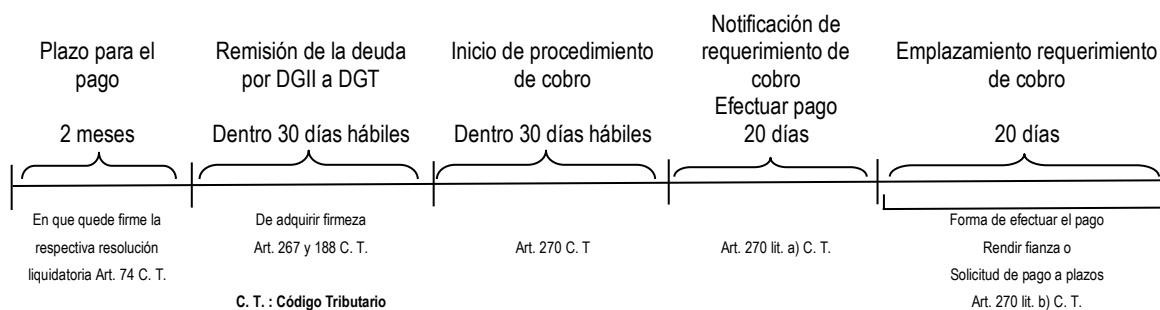 Plazo para el
pago
2 meses
En que quede firme la
respectiva resolución
liquidatoria Art. 74 C. T.
Remisión de la deuda
por DGII a DGT
Dentro 30 días hábiles
De adquirir firmeza
Art. 267 y 188 C. T.
C. T. : Código Tributario
Inicio de procedimiento
de cobro
Dentro 30 días hábiles
Art. 270 C. T
Notificación de
requerimiento de
cobro
Efectuar pago
20 días
Art. 270 lit. a) C. T.
Emplazamiento requerimiento
de cobro
20 días
Forma de efectuar el pago
Rendir fianza o
Solicitud de pago a plazos
Art. 270 lit. b) C. T.